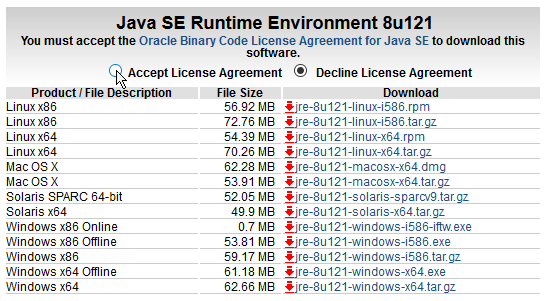 Java SE Runtime Environment 8u121
You must accept the Oracle Binary Code License Agreement for Java SE to download this
software.
Accept License Agreement Decline License Agreement
Product / File Description File Size Download
Linux x86 56.92 MB jre-8u121-linux-i586.rpm
Linux x86 72.76 MB jre-8u121-linux-i586.tar.gz
Linux x64 54.39 MB jre-8u121-linux-x64.rpm
Linux x64 70.26 MB jre-8u121-linux-x64.tar.gz
Mac OS X 62.28 MB jre-8u121-macosx-x64.dmg
Mac OS X 53.91 MB jre-8u121-macosx-x64.tar.gz
Solaris SPARC 64-bit 52.05 MB jre-8u121-solaris-sparcv9.tar.gz
Solaris x64 49.9 MB jre-8u121-solaris-x64.tar.gz
Windows x86 Online 0.7 MB jre-8u121-windows-i586-iftw.exe
Windows x86 Offline 53.81 MB jre-8u121-windows-i586.exe
Windows x86 59.17 MB jre-8u121-windows-i586.tar.gz
Windows x64 Offline 61.18 MB jre-8u121-windows-x64.exe
Windows x64 62.66 MB jre-8u121-windows-x64.tar.gz